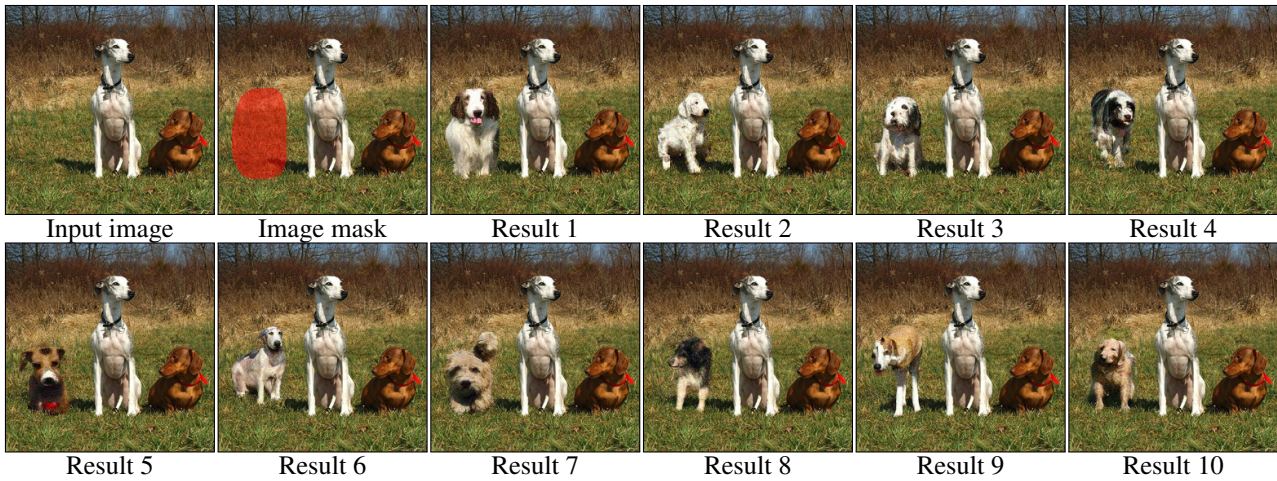 Input image
Image mask
Result 1
Result 2
Result 3
Result 4
Result 5
Result 6
Result 7
Result 8
Result 9
Result 10